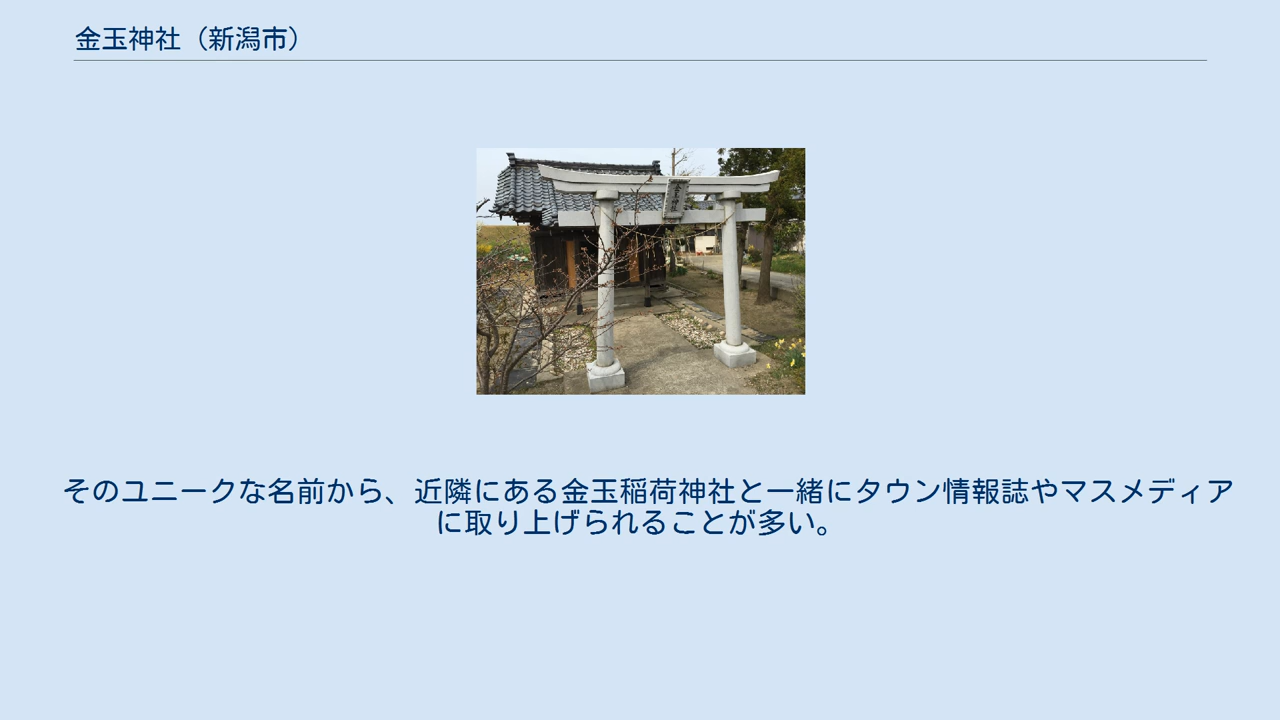 金玉神社（新潟市）
そのユニークな名前から、近隣にある金玉稲荷神社と一緒にタウン情報誌やマスメディア
に取り上げられることが多い。